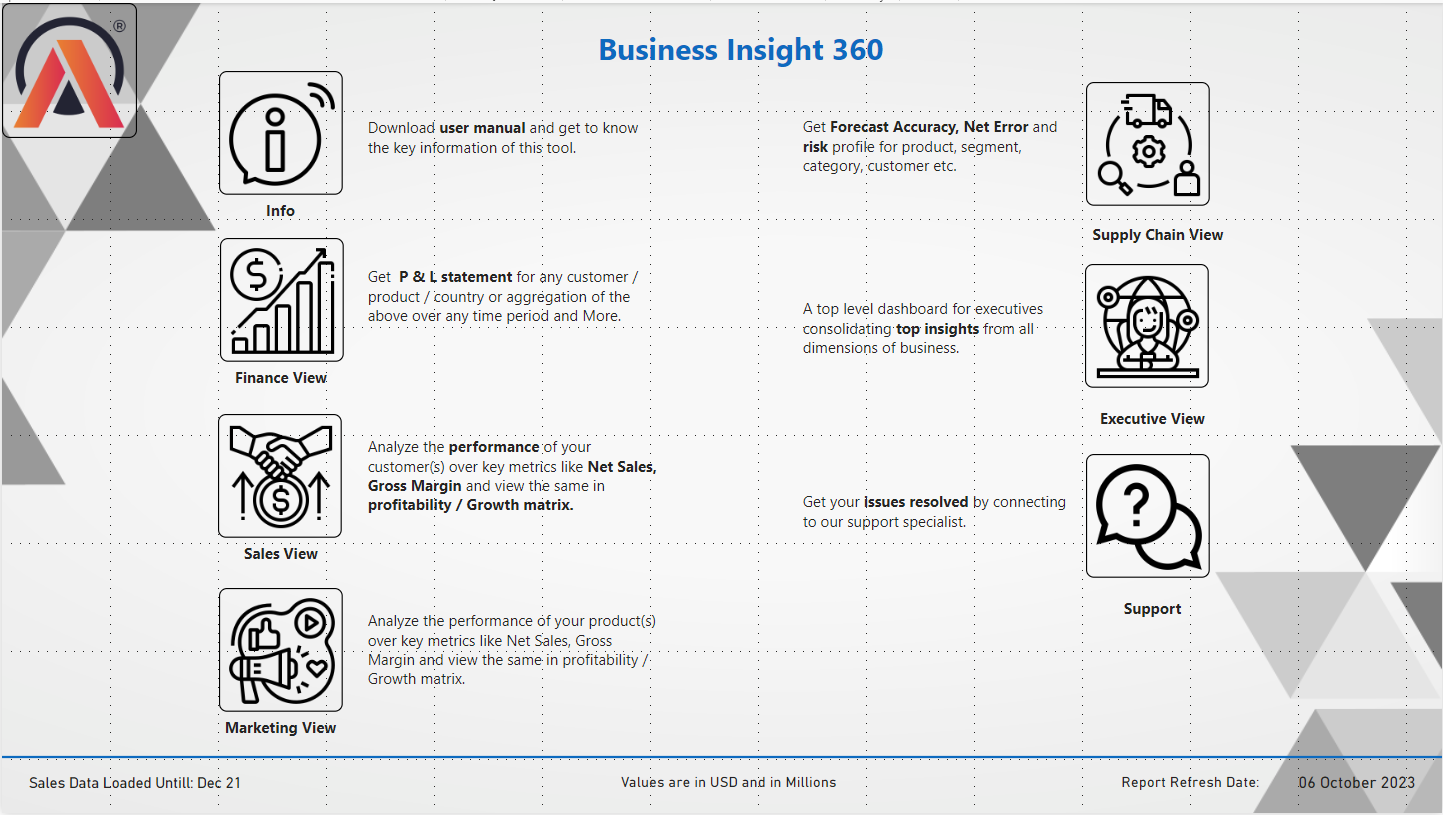 ®
Business Insight 360
Download user manual and get to know
the key information of this tool.
Info
Get P & L statement for any customer /
product / country or aggregation of the
above over any time period and More.
Finance View
Analyze the performance of your
customer(s) over key metrics like Net Sales,
Gross Margin and view the same in
profitability / Growth matrix.
Sales View
Analyze the performance of your product(s)
over key metrics like Net Sales, Gross
Margin and view the same in profitability /
Growth matrix.
Marketing View
Get Forecast Accuracy, Net Error and
risk profile for product, segment,
category, customer etc.
Supply Chain View
A top level dashboard for executives
consolidating top insights from all
dimensions of business.
Executive View
Get your issues resolved by connecting
to our support specialist.
Support
Sales Data Loaded Untill: Dec 21
Values are in USD and in Millions
Report Refresh Date: 06 October 2023